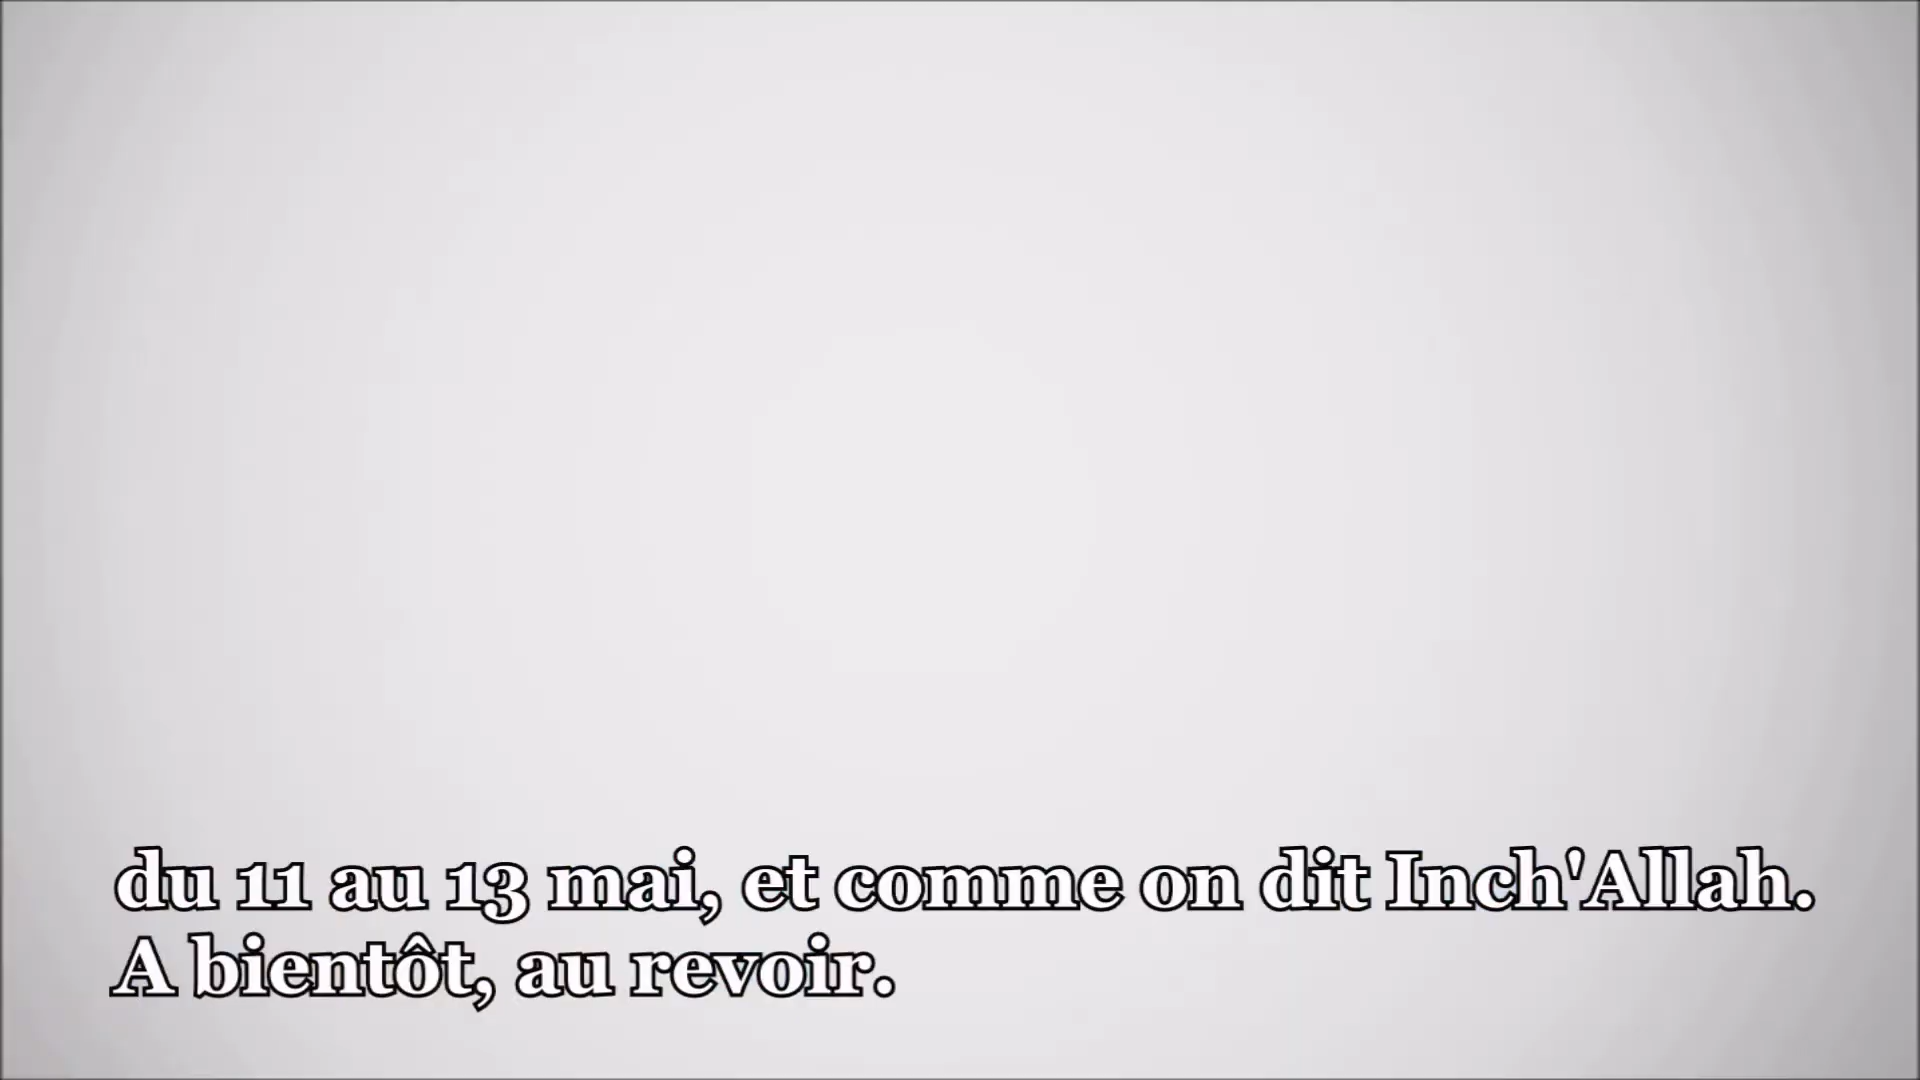 du 11 au 13 mai, et comme on dit Inch'Allah.
A bientôt, au revoir.